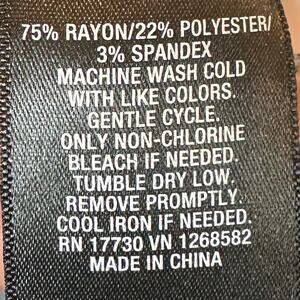 75% RAYON/22% POLYESTER/
3% SPANDEX
MACHINE WASH COLD
WITH LIKE COLORS.
GENTLE CYCLE.
ONLY NON-CHLORINE
BLEACH IF NEEDED.
TUMBLE DRY LOW,
REMOVE PROMPTLY.
COOL IRON IF NEEDED.
RN 17730 VN 1268582
MADE IN CHINA